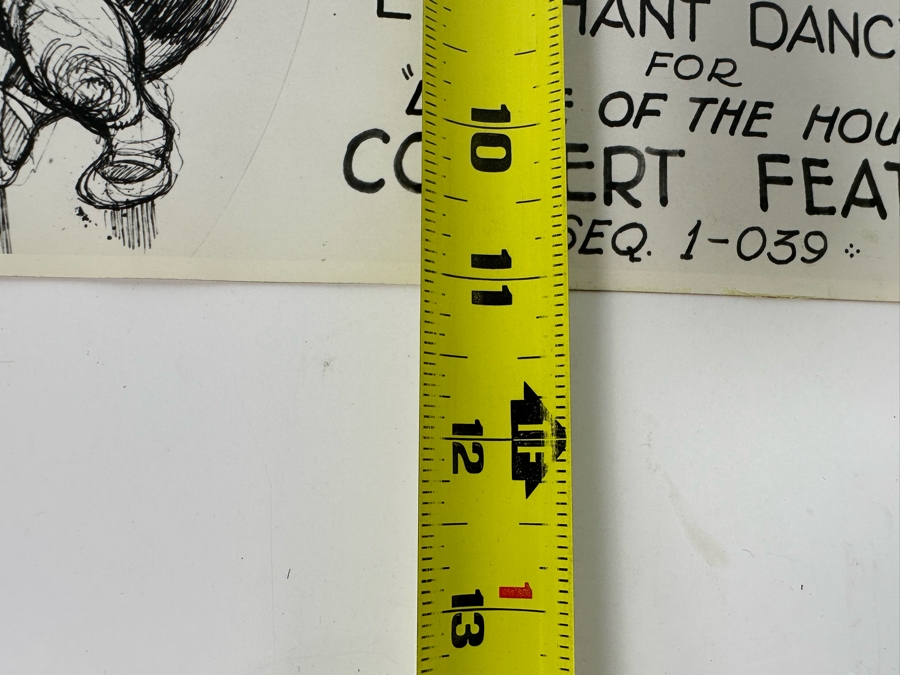 HANT DANC
FOR
OF THE HOU
CO ERT FEAT
SEQ. 1-039
10
11
12
1F
1
13